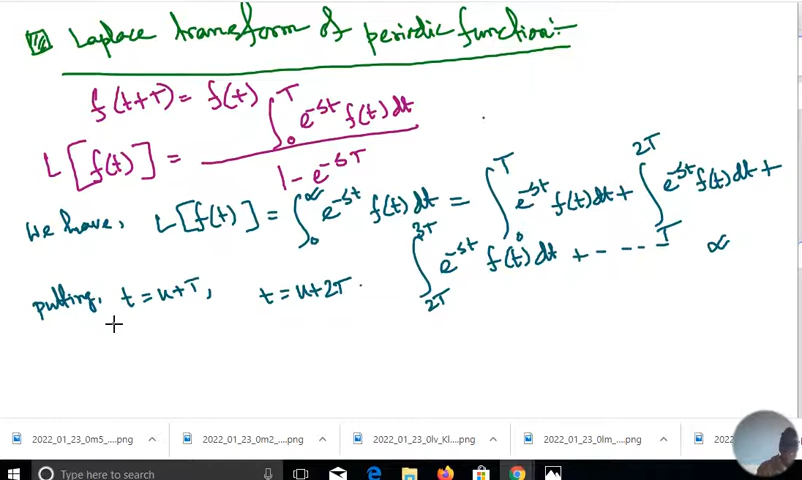 Laplace transform of periodic function:-
f(t+T) = f(t)
L[f(t)] = ∫₀ᵀ e^{-st} f(t) dt / 1 - e^{-sT}
We have, L[f(t)] = ∫₀^∞ e^{-st} f(t) dt = ∫₀ᵀ e^{-st} f(t) dt + ∫_T^{2T} e^{-st} f(t) dt +
∫_{2T}^{3T} e^{-st} f(t) dt + - - - - ∞
putting, t = u+T, t = u+2T.
2022_01_23_0m5_....png 2022_01_23_0m2_....png 2022_01_23_0lv_Kl....png 2022_01_23_0lm_....png 2022_01_23_0
Type here to search